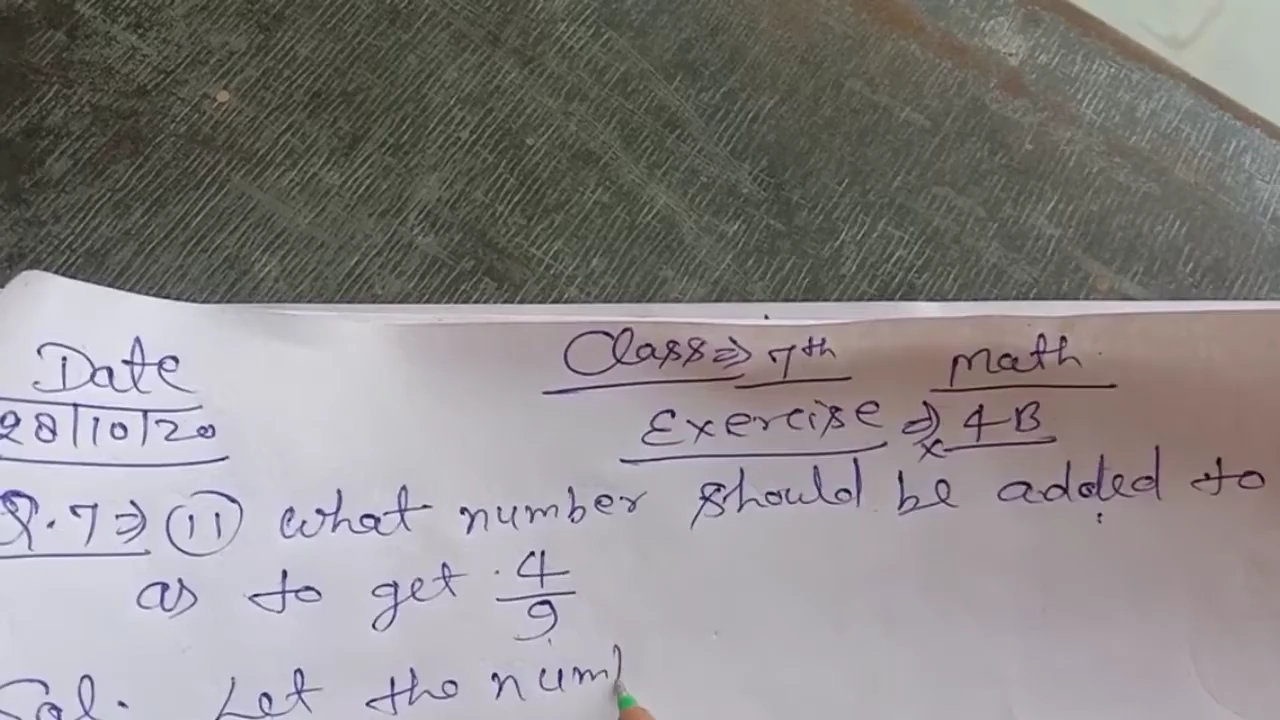 Date
28/10/20
Class ⇒ 7th Math
Exercise ⇒ 4B
Q.7 ⇒ (11) what number should be added to
as to get 4/9
Sol. Let the num